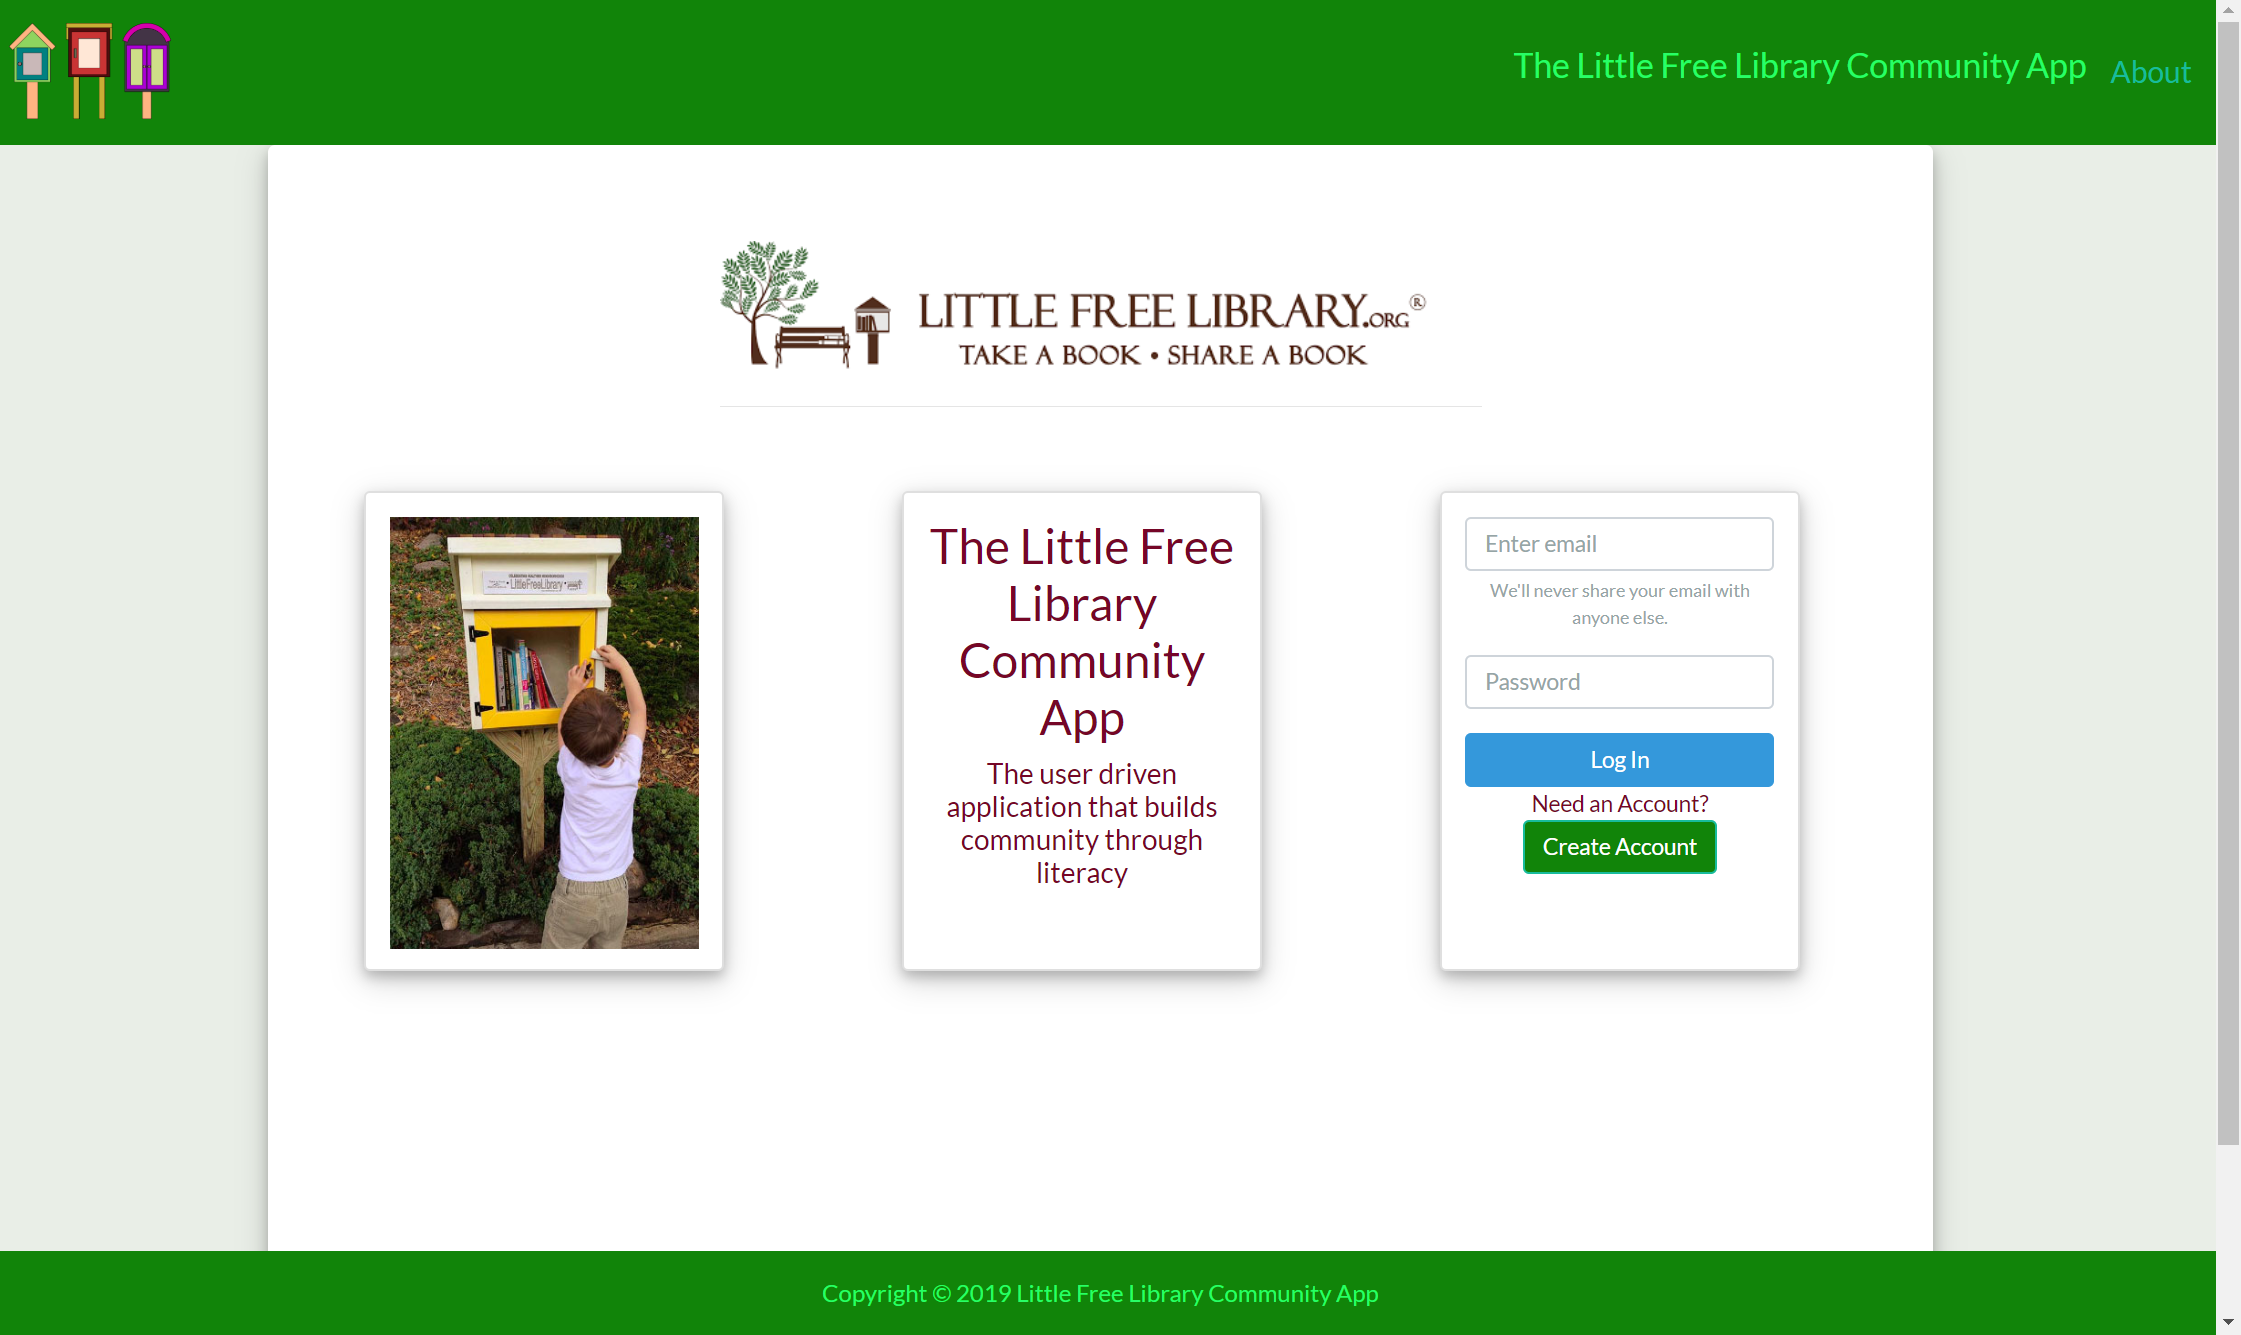 The Little Free Library Community App About
LITTLE FREE LIBRARY.ORG®
TAKE A BOOK • SHARE A BOOK
LittleFreeLibrary
The Little Free
Library
Community
App
The user driven
application that builds
community through
literacy
Enter email
We'll never share your email with
anyone else.
Password
Log In
Need an Account?
Create Account
Copyright © 2019 Little Free Library Community App